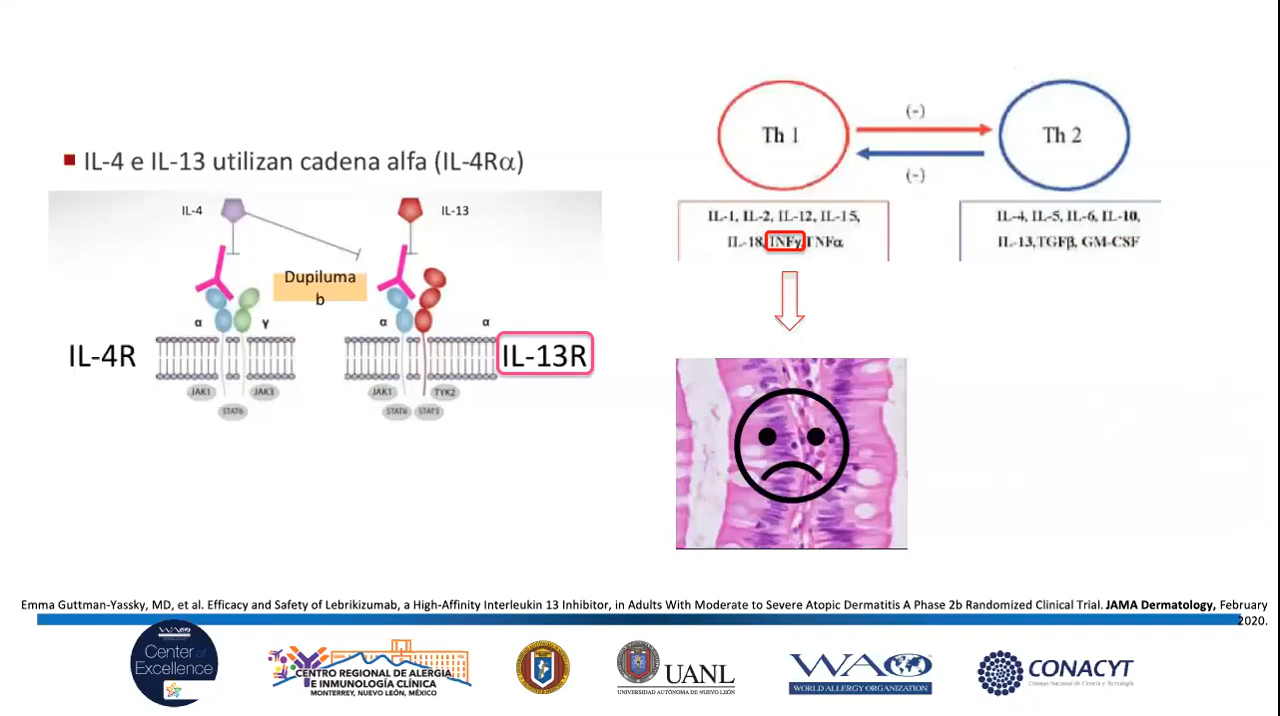 IL-4 e IL-13 utilizan cadena alfa (IL-4Rα)
IL-4
IL-13
Dupiluma
b
α
γ
α
α
IL-4R
IL-13R
JAK1
JAK3
STAT6
JAK1
TYK2
STAT6
STAT3
Th 1
(-)
(-)
Th 2
IL-1, IL-2, IL-12, IL-15,
IL-18, INFγ, TNFα
IL-4, IL-5, IL-6, IL-10,
IL-13,TGFβ, GM-CSF
Emma Guttman-Yassky, MD, et al. Efficacy and Safety of Lebrikizumab, a High-Affinity Interleukin 13 Inhibitor, in Adults With Moderate to Severe Atopic Dermatitis A Phase 2b Randomized Clinical Trial. JAMA Dermatology, February
2020.
WAO
Center of
Excellence
CENTRO REGIONAL DE ALERGIA
E INMUNOLOGÍA CLÍNICA
MONTERREY, NUEVO LEÓN, MÉXICO
UANL
UNIVERSIDAD AUTÓNOMA DE NUEVO LEÓN
WAO
WORLD ALLERGY ORGANIZATION
CONACYT
Consejo Nacional de Ciencia y Tecnología